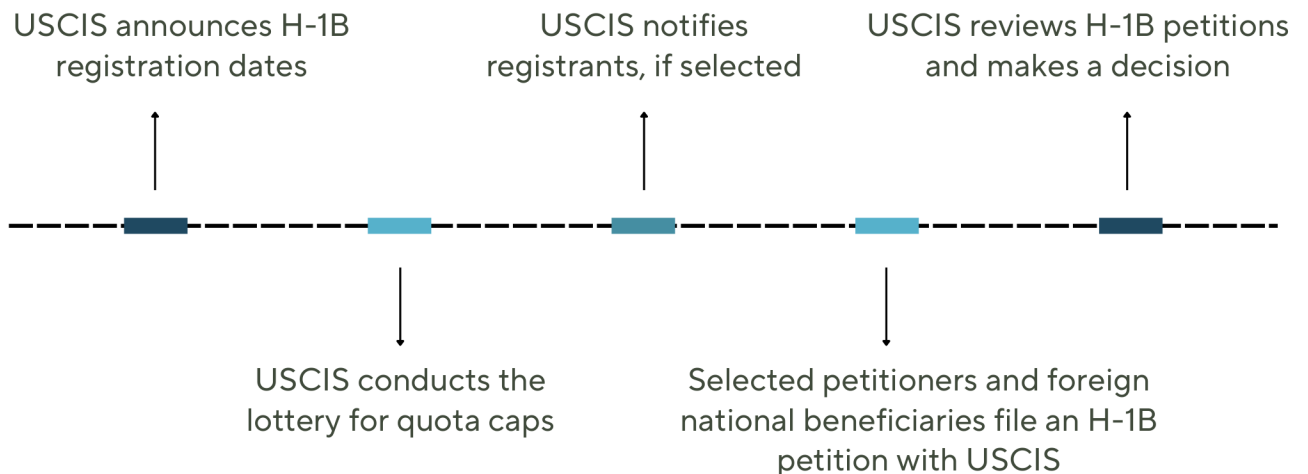 USCIS announces H-1B
registration dates
USCIS notifies
registrants, if selected
USCIS reviews H-1B petitions
and makes a decision
USCIS conducts the
lottery for quota caps
Selected petitioners and foreign
national beneficiaries file an H-1B
petition with USCIS